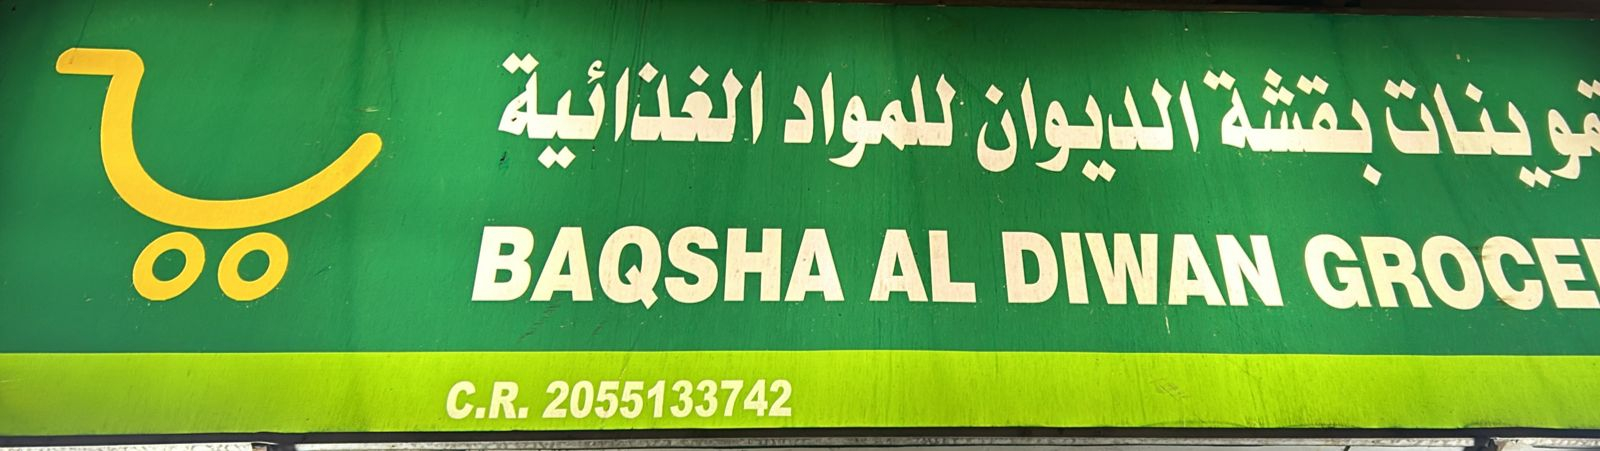 تموينات بقشة الديوان للمواد الغذائية
BAQSHA AL DIWAN GROCE
C.R. 2055133742